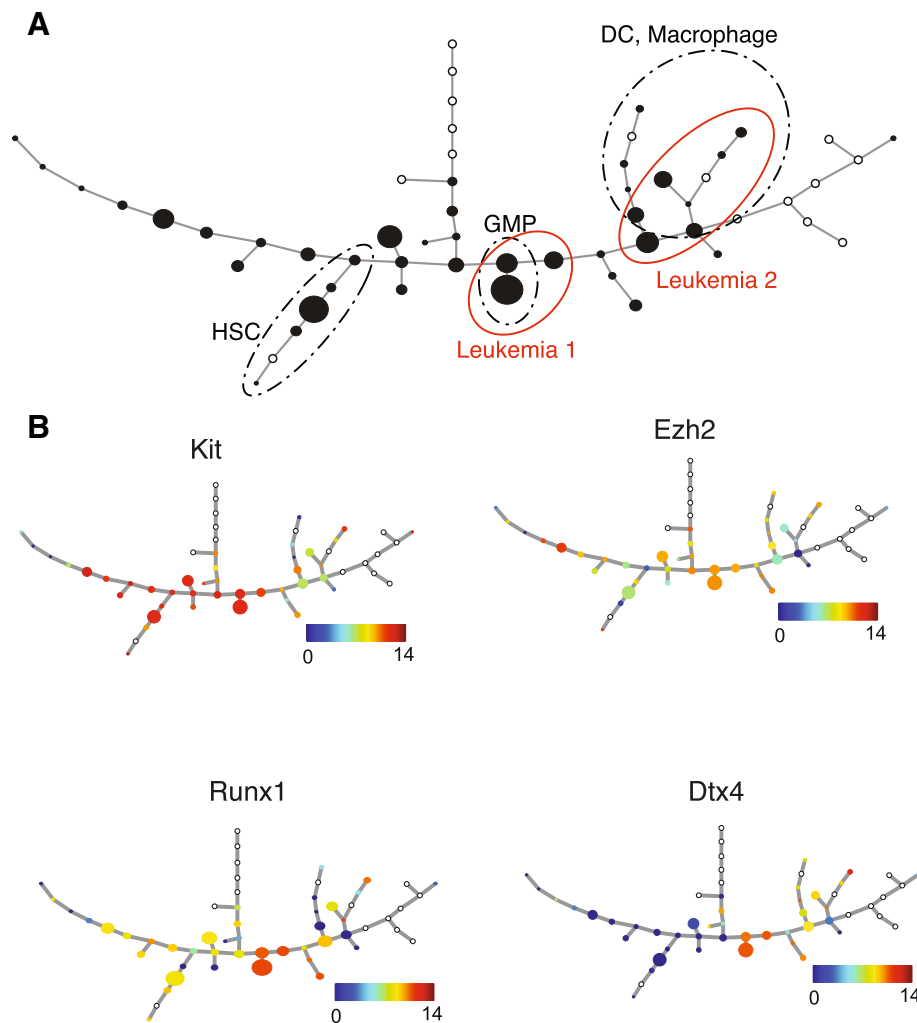 A
DC, Macrophage
GMP
Leukemia 2
HSC
Leukemia 1
B
Kit
Ezh2
0
14
0
14
Runx1
Dtx4
0
14
0
14